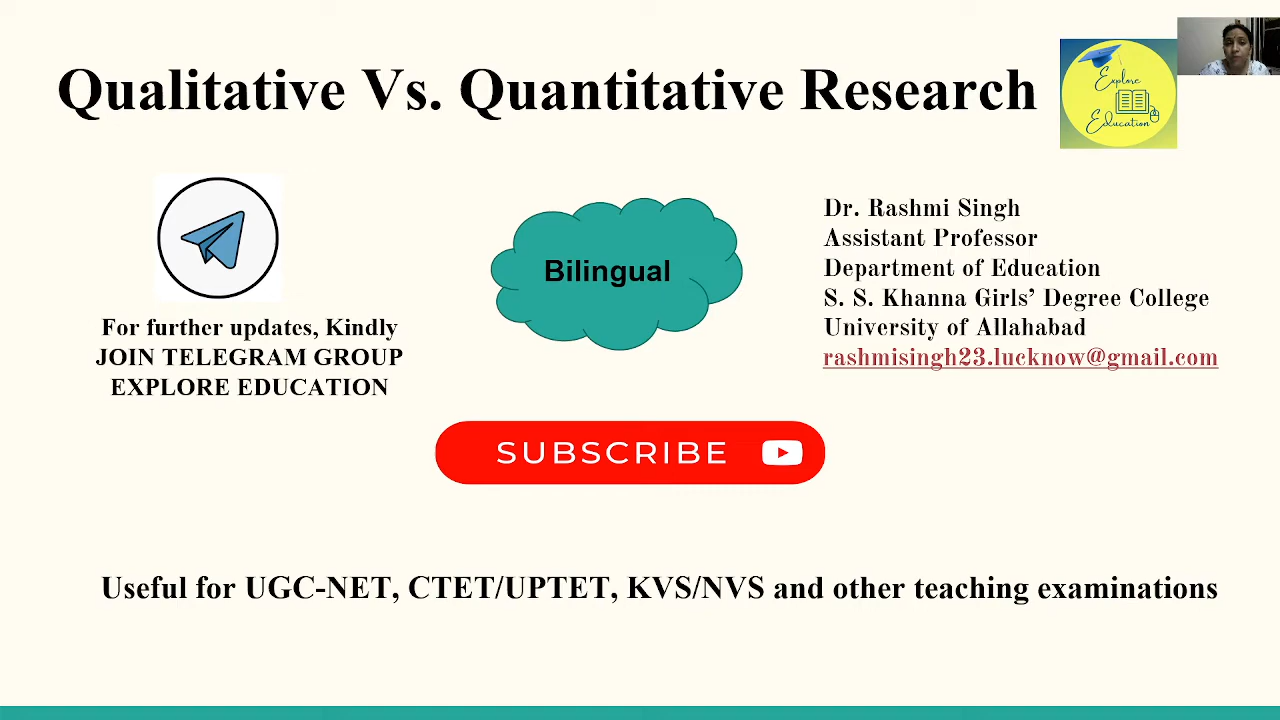 Qualitative Vs. Quantitative Research
Explore
Education
For further updates, Kindly
JOIN TELEGRAM GROUP
EXPLORE EDUCATION
Bilingual
Dr. Rashmi Singh
Assistant Professor
Department of Education
S. S. Khanna Girls’ Degree College
University of Allahabad
rashmisingh23.lucknow@gmail.com
SUBSCRIBE
Useful for UGC-NET, CTET/UPTET, KVS/NVS and other teaching examinations